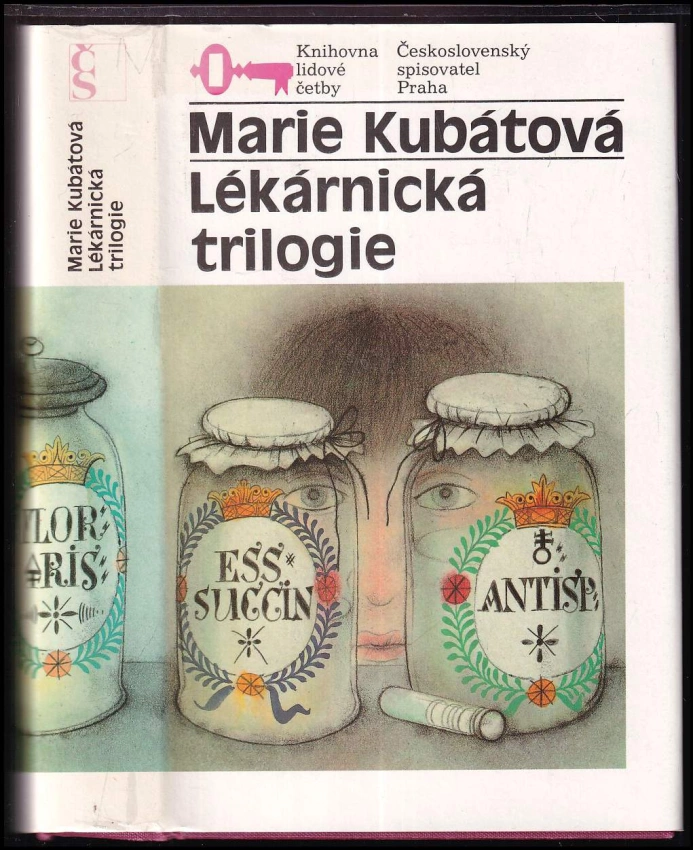 ČS
Marie Kubátová
Lékárnická
trilogie
Knihovna
lidové
četby
Československý
spisovatel
Praha
Marie Kubátová
Lékárnická
trilogie
ESS
SUCCIN
ANTISP: